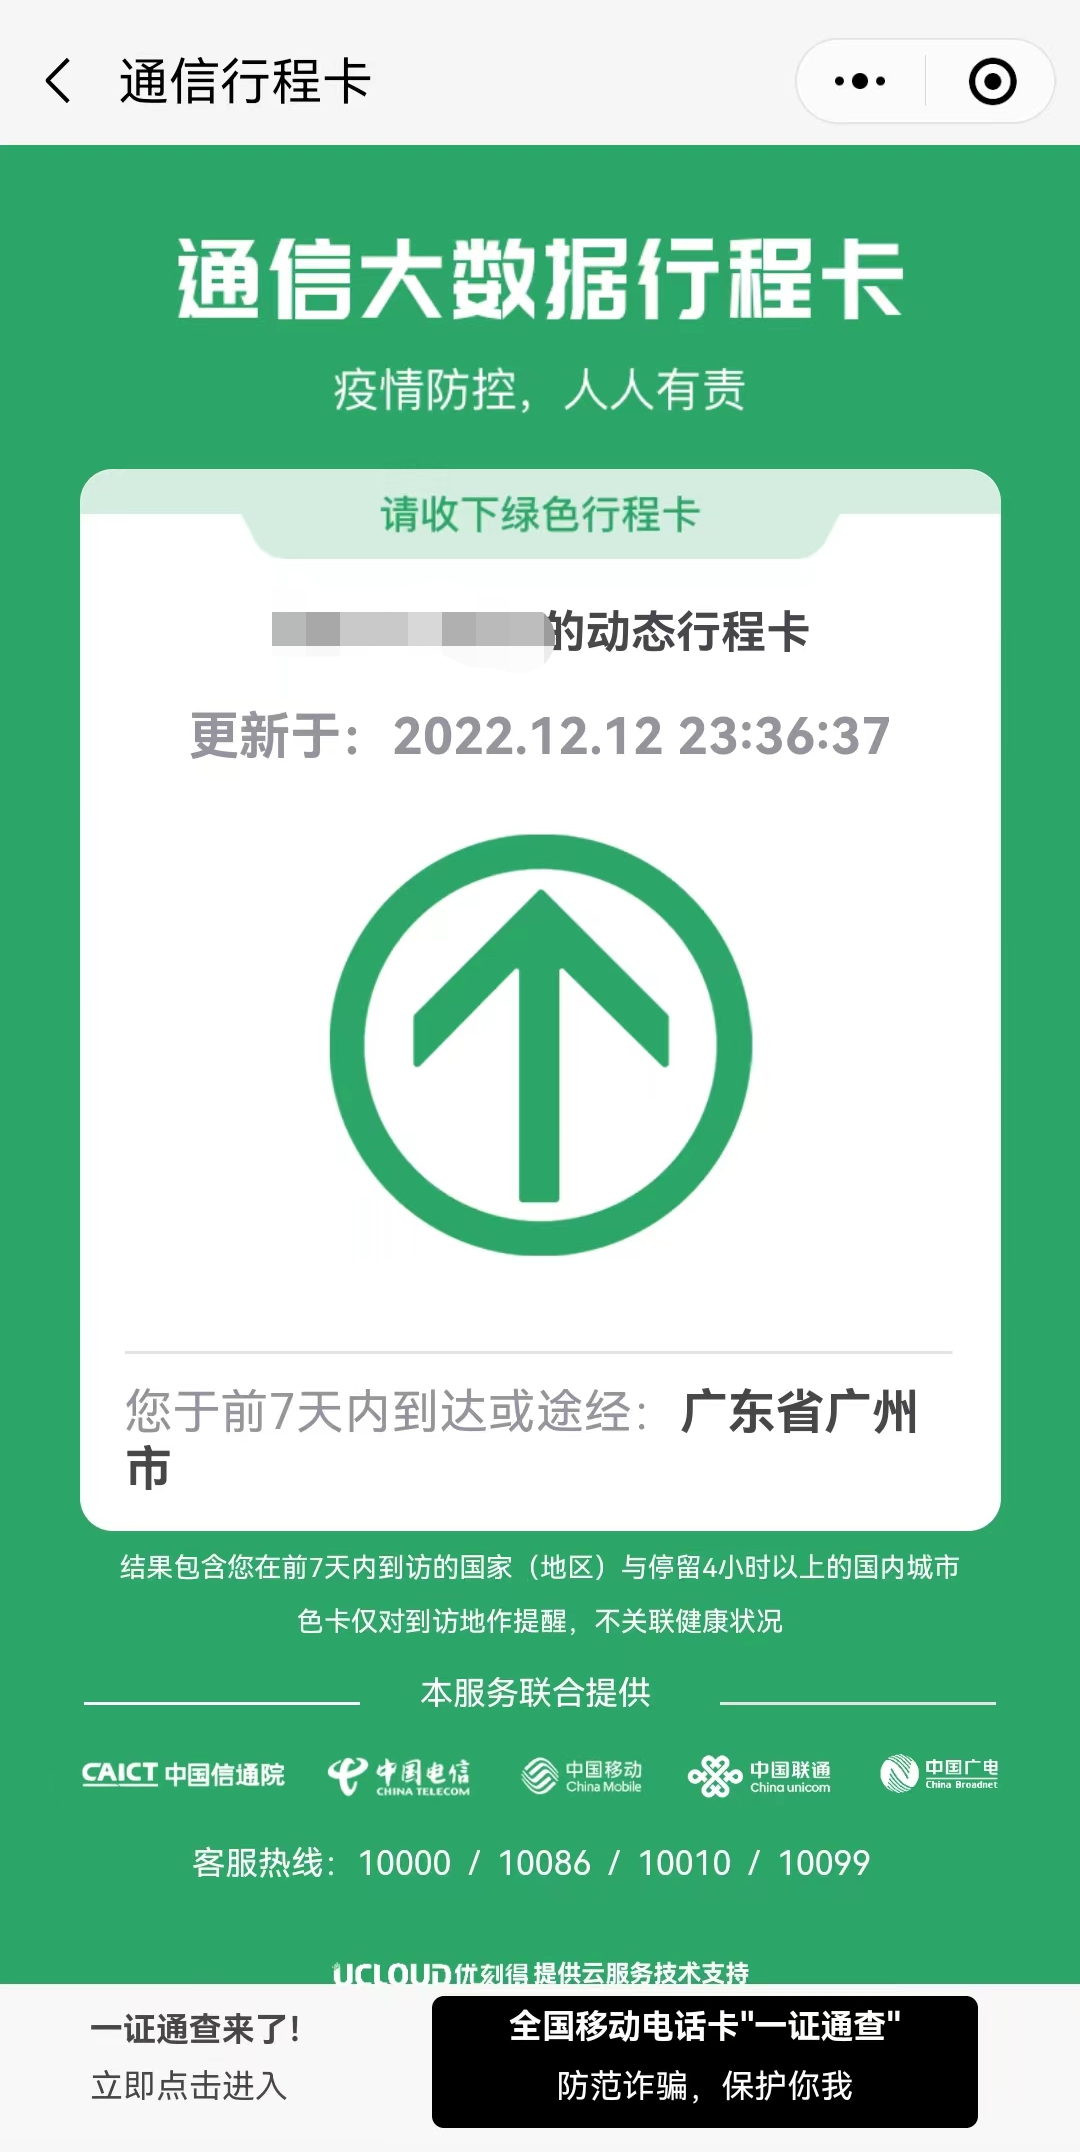 通信行程卡
通信大数据行程卡
疫情防控，人人有责
请收下绿色行程卡
的动态行程卡
更新于：2022.12.12 23:36:37
您于前7天内到达或途经：广东省广州
市
结果包含您在前7天内到访的国家（地区）与停留4小时以上的国内城市
色卡仅对到访地作提醒，不关联健康状况
本服务联合提供
CAICT 中国信通院 中国电信 CHINA TELECOM 中国移动 China Mobile 中国联通 China unicom 中国广电 China Broadnet
客服热线：10000 / 10086 / 10010 / 10099
UCLOUD优刻得 提供云服务技术支持
一证通查来了!
立即点击进入
全国移动电话卡"一证通查"
防范诈骗，保护你我